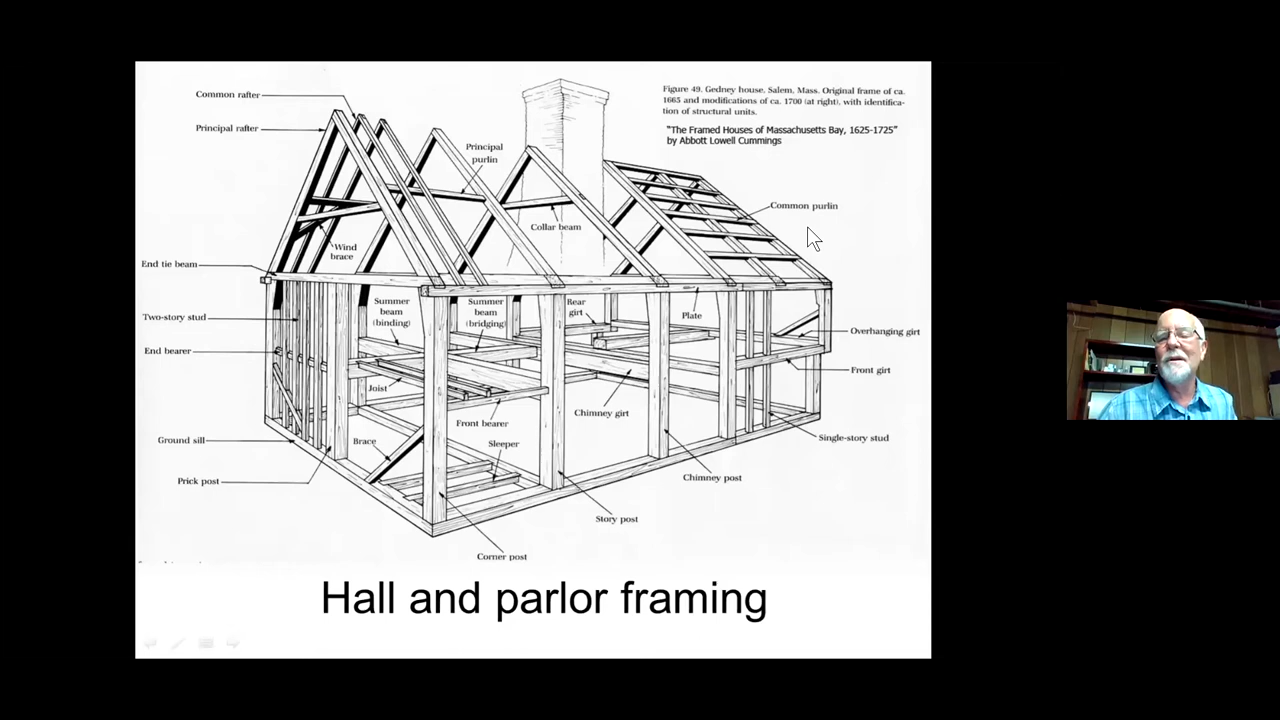 Figure 49. Gedney house, Salem, Mass. Original frame of ca.
1665 and modifications of ca. 1700 (at right), with identifica-
tion of structural units.
"The Framed Houses of Massachusetts Bay, 1625-1725"
by Abbott Lowell Cummings
Common rafter
Principal rafter
Principal
purlin
Common purlin
Collar beam
Wind
brace
End tie beam
Summer
beam
(binding)
Summer
beam
(bridging)
Rear
girt
Plate
Two-story stud
Overhanging girt
End bearer
Front girt
Joist
Chimney girt
Front bearer
Ground sill
Brace
Sleeper
Single-story stud
Prick post
Chimney post
Story post
Corner post
Hall and parlor framing